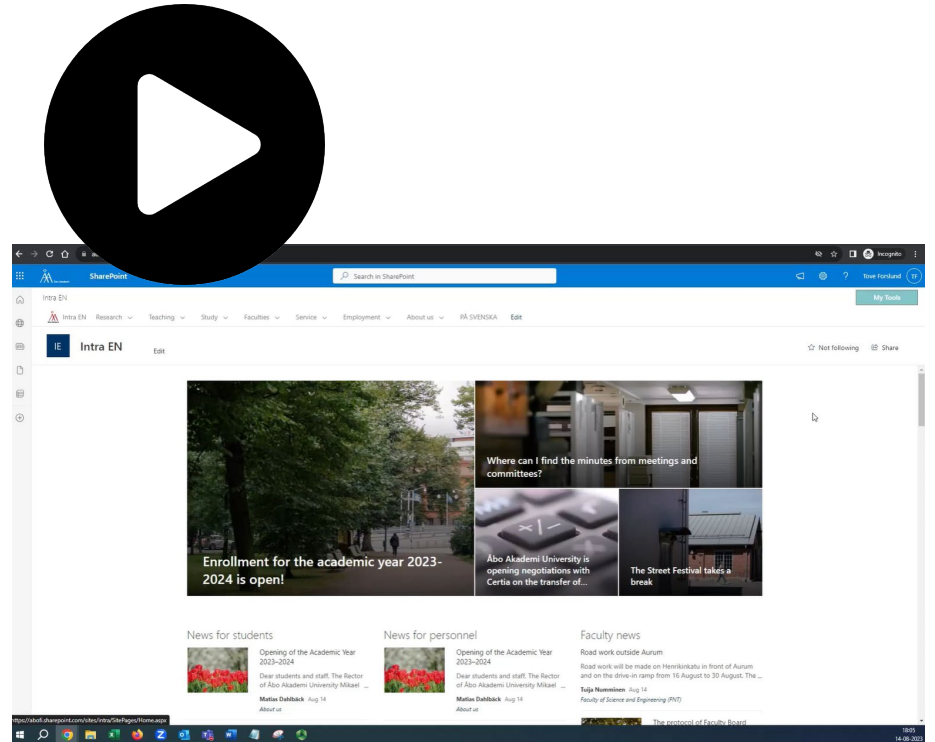 Incognito
SharePoint
Search in SharePoint
?
Tove Forslund
TF
Intra EN
My Tools
Intra EN Research Teaching Study Faculties Service Employment About us PÅ SVENSKA Edit
IE
Intra EN
Edit
Not following
Share
Where can I find the minutes from meetings and
committees?
Enrollment for the academic year 2023-
2024 is open!
Åbo Akademi University is
opening negotiations with
Certia on the transfer of...
The Street Festival takes a
break
News for students
Opening of the Academic Year
2023–2024
Dear students and staff, The Rector
of Åbo Akademi University Mikael ...
Matias Dahlbäck Aug 14
About us
News for personnel
Opening of the Academic Year
2023–2024
Dear students and staff, The Rector
of Åbo Akademi University Mikael ...
Matias Dahlbäck Aug 14
About us
Faculty news
Road work outside Aurum
Road work will be made on Henrikinkatu in front of Aurum
and on the drive-in ramp from 16 August to 30 August. The ...
Tuija Numminen Aug 14
Faculty of Science and Engineering (FNT)
The protocol of Faculty Board
https://abofi.sharepoint.com/sites/intra/SitePages/Home.aspx
18:05
14-08-2023